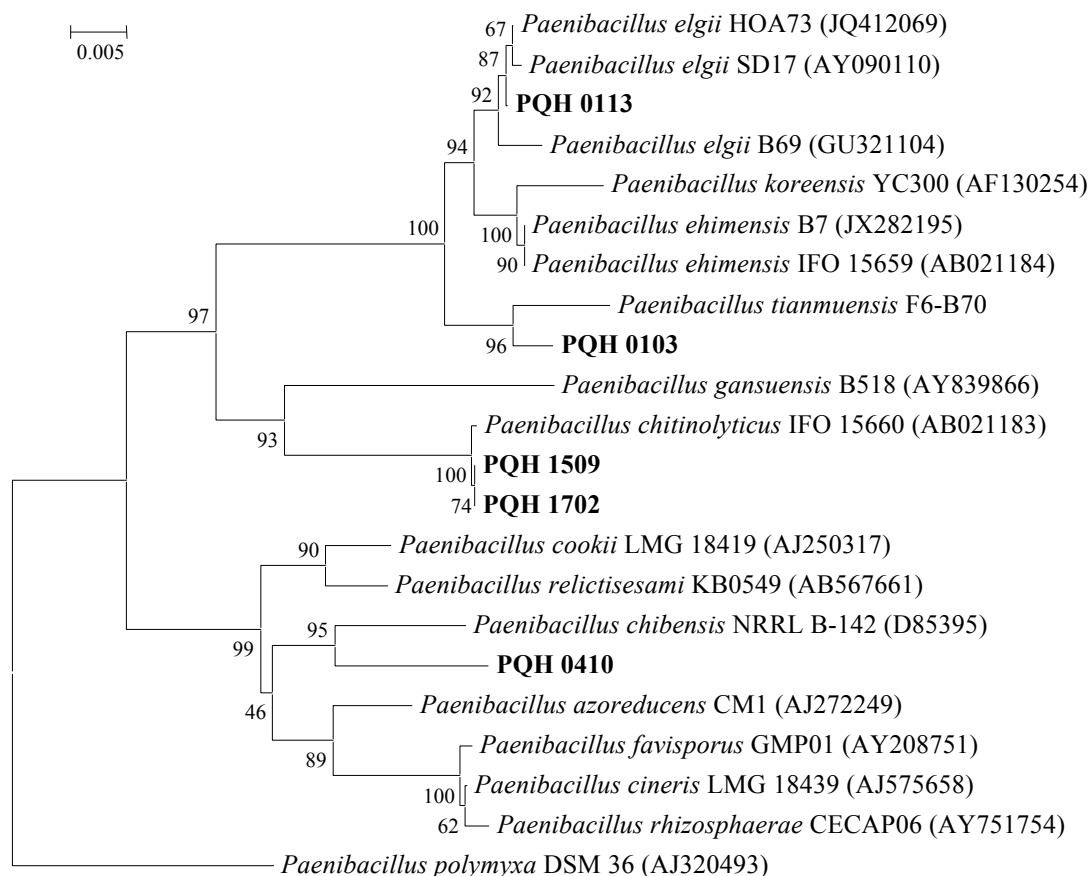 0.005
67
Paenibacillus elgii HOA73 (JQ412069)
87
Paenibacillus elgii SD17 (AY090110)
92
PQH 0113
94
Paenibacillus elgii B69 (GU321104)
Paenibacillus koreensis YC300 (AF130254)
100
100
Paenibacillus ehimensis B7 (JX282195)
90
Paenibacillus ehimensis IFO 15659 (AB021184)
97
Paenibacillus tianmuensis F6-B70
96
PQH 0103
Paenibacillus gansuensis B518 (AY839866)
93
Paenibacillus chitinolyticus IFO 15660 (AB021183)
100
PQH 1509
74
PQH 1702
90
Paenibacillus cookii LMG 18419 (AJ250317)
Paenibacillus relictisesami KB0549 (AB567661)
99
95
Paenibacillus chibensis NRRL B-142 (D85395)
PQH 0410
46
Paenibacillus azoreducens CM1 (AJ272249)
89
Paenibacillus favisporus GMP01 (AY208751)
100
Paenibacillus cineris LMG 18439 (AJ575658)
62
Paenibacillus rhizosphaerae CECAP06 (AY751754)
Paenibacillus polymyxa DSM 36 (AJ320493)